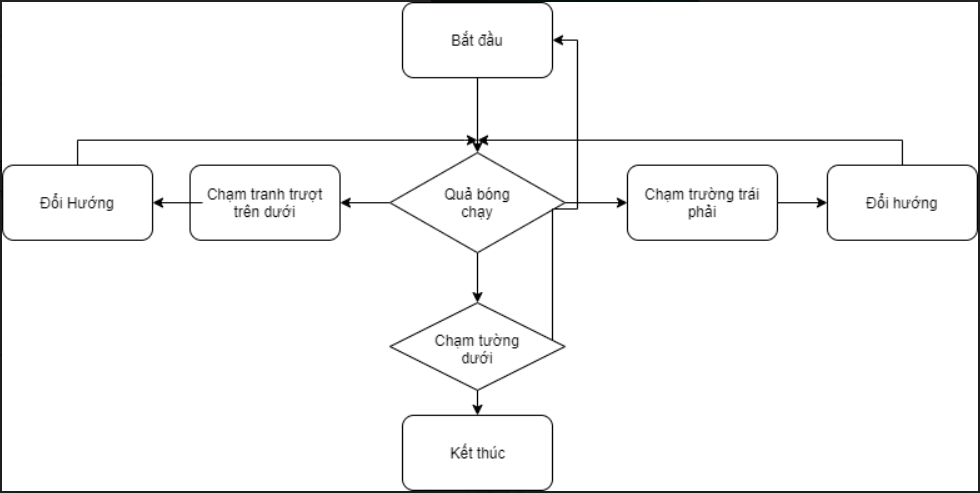 Bắt đầu
Đổi Hướng
Chạm tranh trượt
trên dưới
Quả bóng
chạy
Chạm trường trái
phải
Đổi hướng
Chạm tường
dưới
Kết thúc